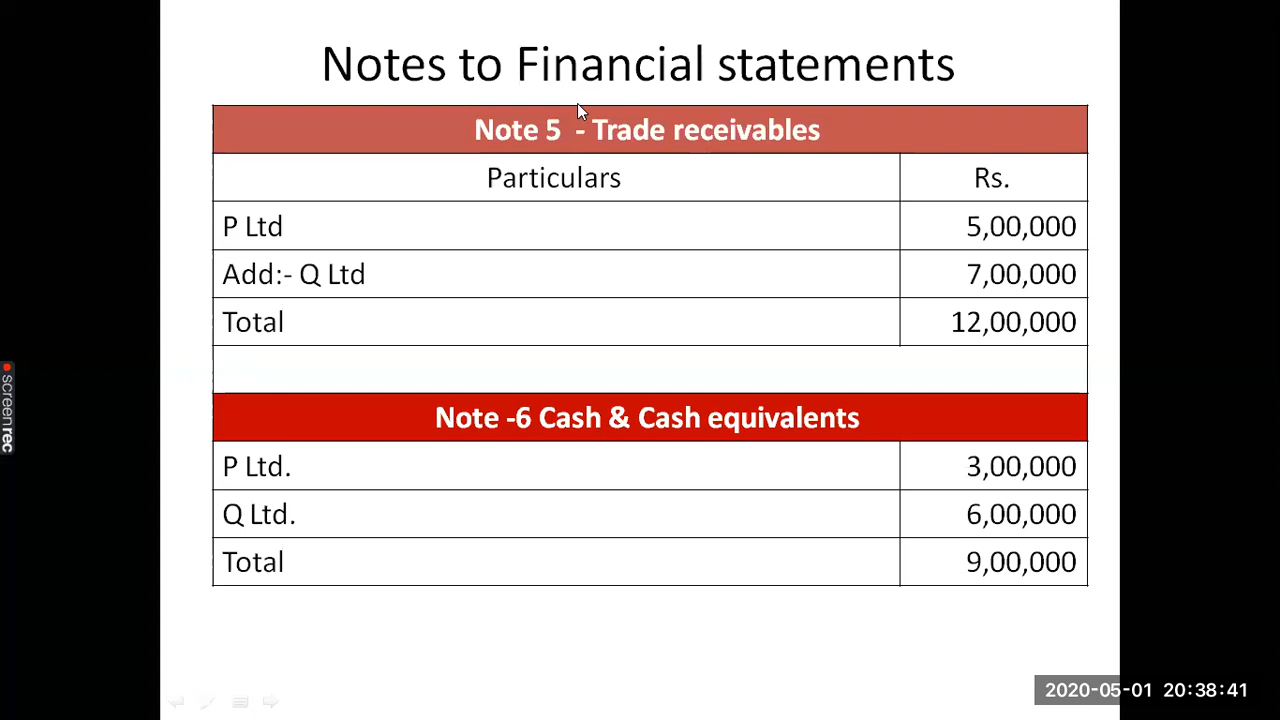 Notes to Financial statements
Note 5 - Trade receivables
Particulars Rs.
P Ltd 5,00,000
Add:- Q Ltd 7,00,000
Total 12,00,000
Note -6 Cash & Cash equivalents
P Ltd. 3,00,000
Q Ltd. 6,00,000
Total 9,00,000
screenrec
2020-05-01 20:38:41